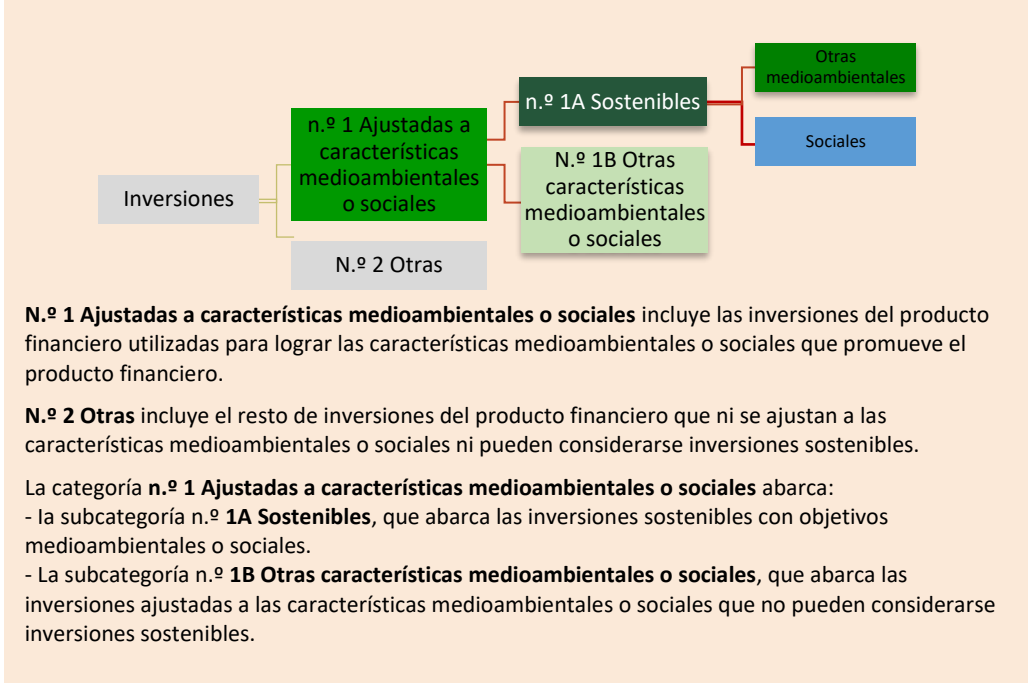 Otras
medioambientales
n.º 1A Sostenibles
n.º 1 Ajustadas a
características
medioambientales
o sociales
Sociales
N.º 1B Otras
características
medioambientales
o sociales
Inversiones
N.º 2 Otras
N.º 1 Ajustadas a características medioambientales o sociales incluye las inversiones del producto
financiero utilizadas para lograr las características medioambientales o sociales que promueve el
producto financiero.
N.º 2 Otras incluye el resto de inversiones del producto financiero que ni se ajustan a las
características medioambientales o sociales ni pueden considerarse inversiones sostenibles.
La categoría n.º 1 Ajustadas a características medioambientales o sociales abarca:
- la subcategoría n.º 1A Sostenibles, que abarca las inversiones sostenibles con objetivos
medioambientales o sociales.
- La subcategoría n.º 1B Otras características medioambientales o sociales, que abarca las
inversiones ajustadas a las características medioambientales o sociales que no pueden considerarse
inversiones sostenibles.